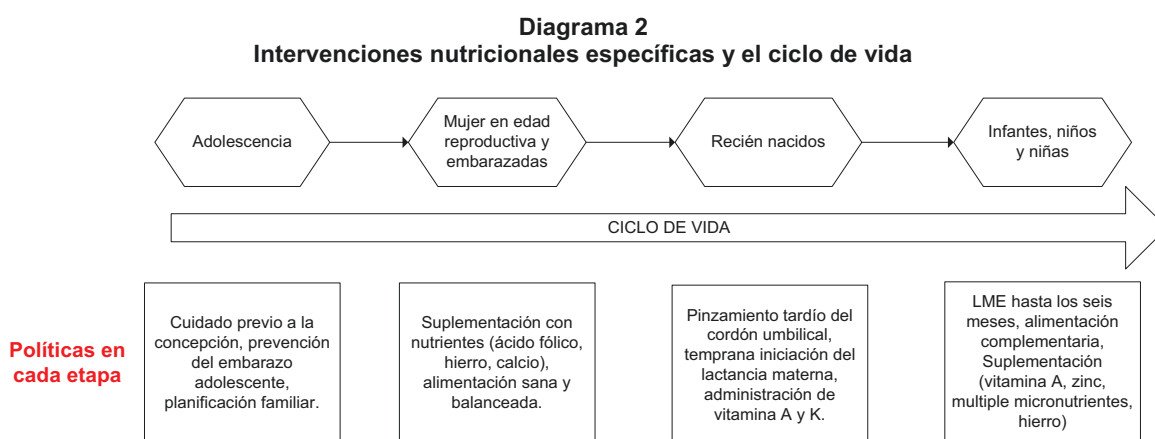 Diagrama 2
Intervenciones nutricionales específicas y el ciclo de vida
Adolescencia
Mujer en edad
reproductiva y
embarazadas
Recién nacidos
Infantes, niños
y niñas
CICLO DE VIDA
Políticas en
cada etapa
Cuidado previo a la
concepción, prevención
del embarazo
adolescente,
planificación familiar.
Suplementación con
nutrientes (ácido fólico,
hierro, calcio),
alimentación sana y
balanceada.
Pinzamiento tardío del
cordón umbilical,
temprana iniciación del
lactancia materna,
administración de
vitamina A y K.
LME hasta los seis
meses, alimentación
complementaria,
Suplementación
(vitamina A, zinc,
multiple micronutrientes,
hierro)